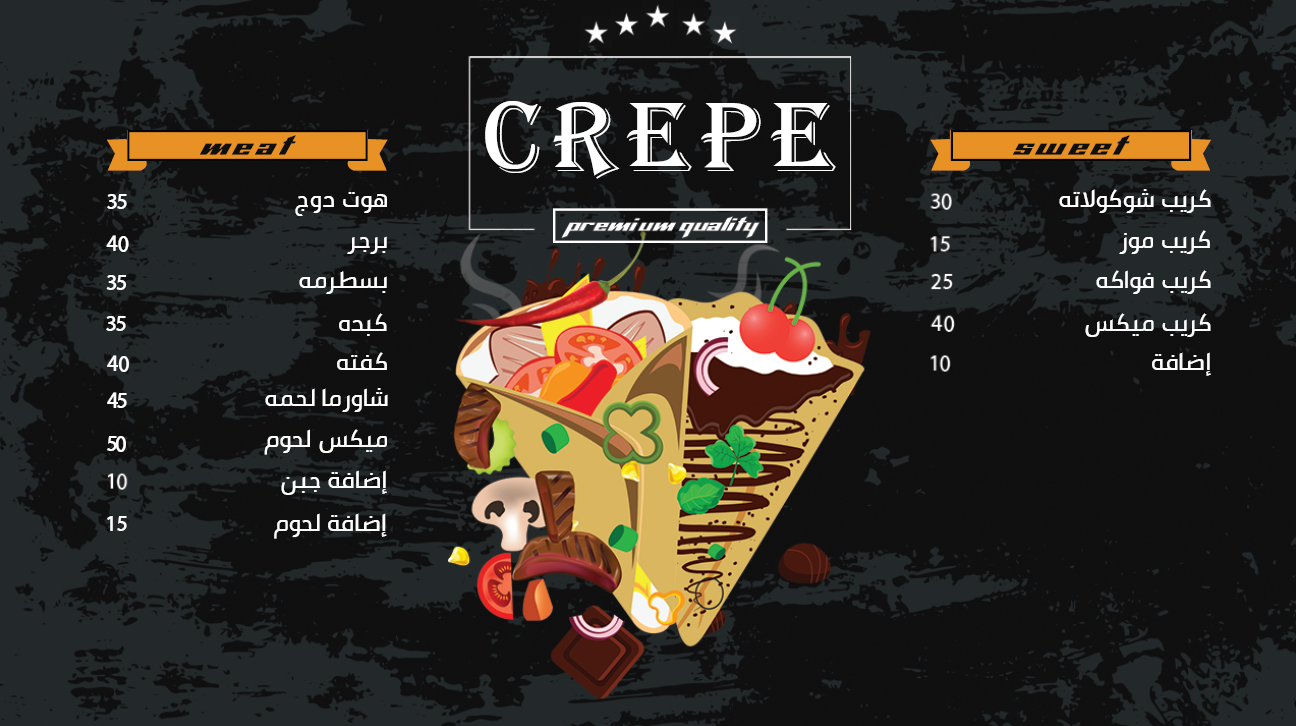 CREPE
premium quality
meat
هوت دوج 35
برجر 40
بسطرمه 35
كبده 35
كفته 40
شاورما لحمه 45
ميكس لحوم 50
إضافة جبن 10
إضافة لحوم 15
sweet
كريب شوكولاته 30
كريب موز 15
كريب فواكه 25
كريب ميكس 40
إضافة 10